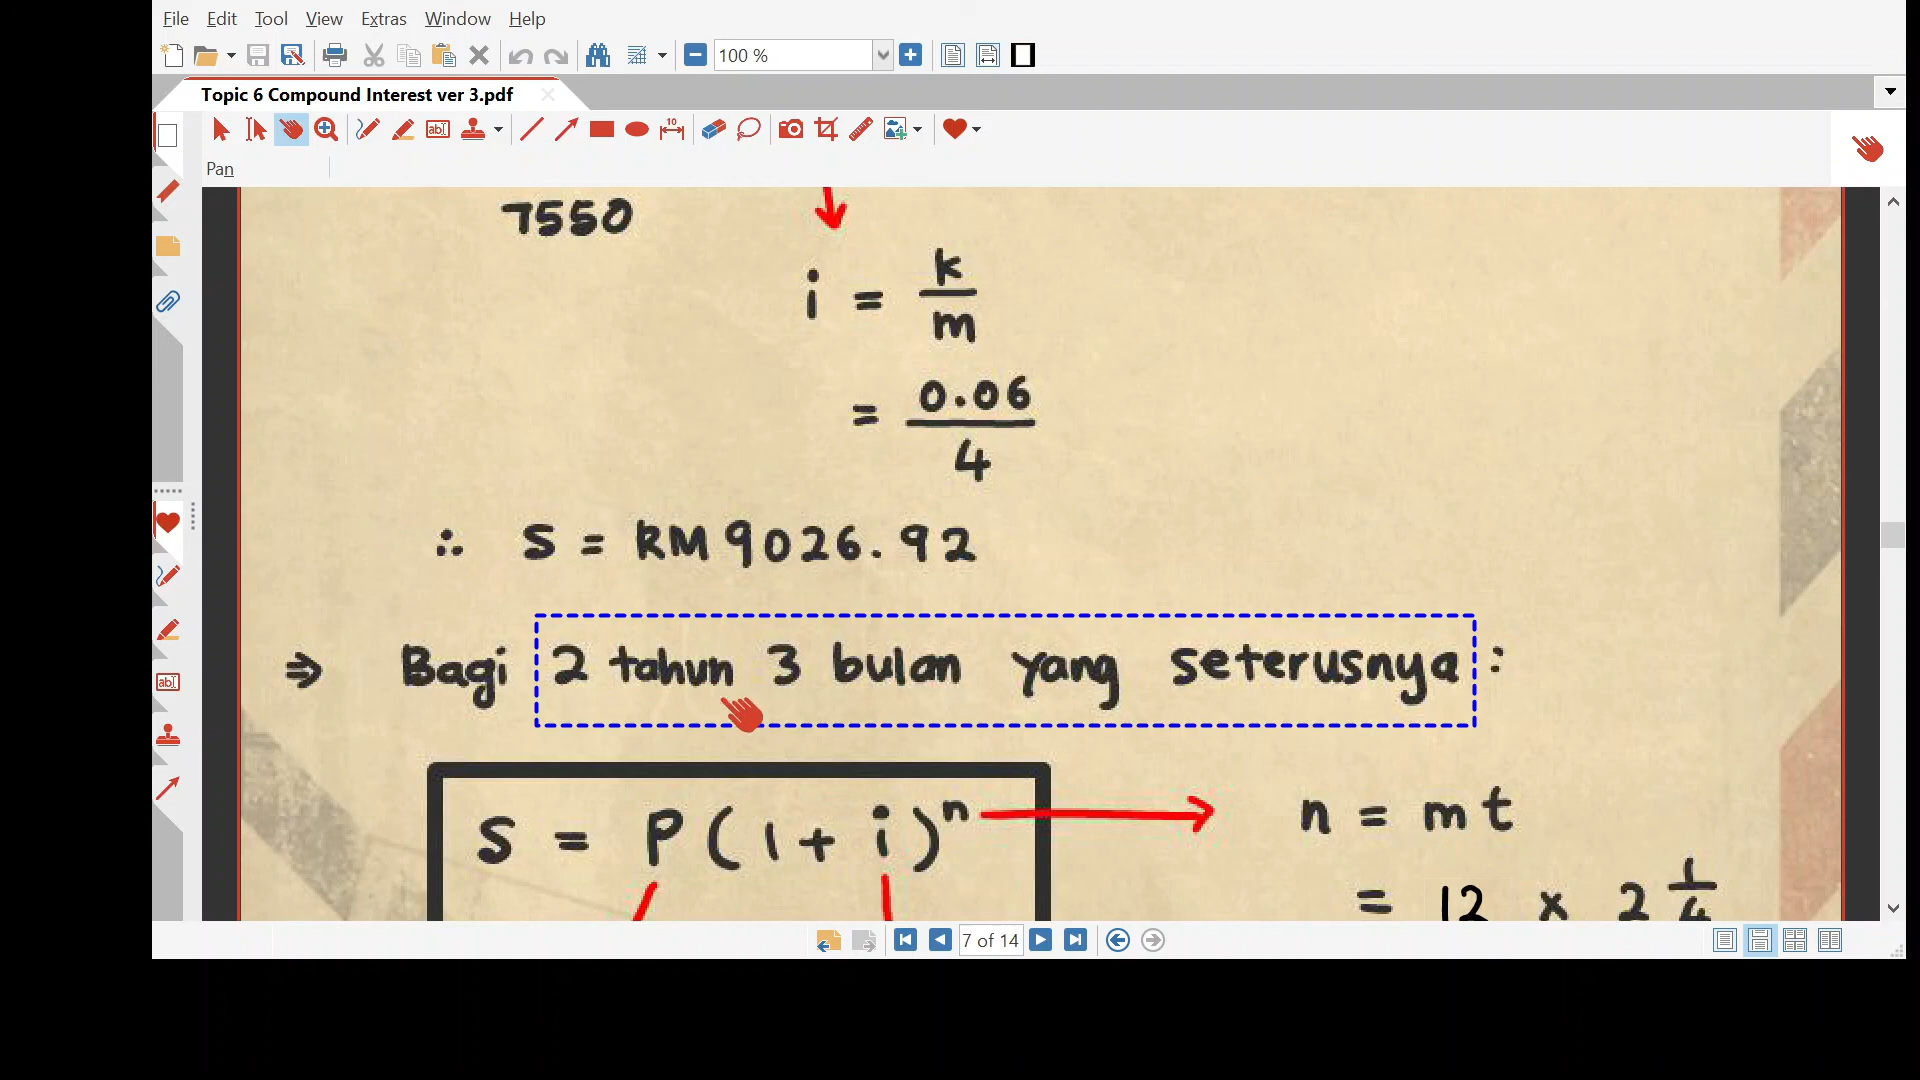 File Edit Tool View Extras Window Help
100 %
Topic 6 Compound Interest ver 3.pdf
Pan
7550
i = k/m
= 0.06/4
∴ S = RM 9026.92
⇒ Bagi 2 tahun 3 bulan yang seterusnya :
S = P(1 + i)^n → n = mt
= 12 × 2 1/4
7 of 14